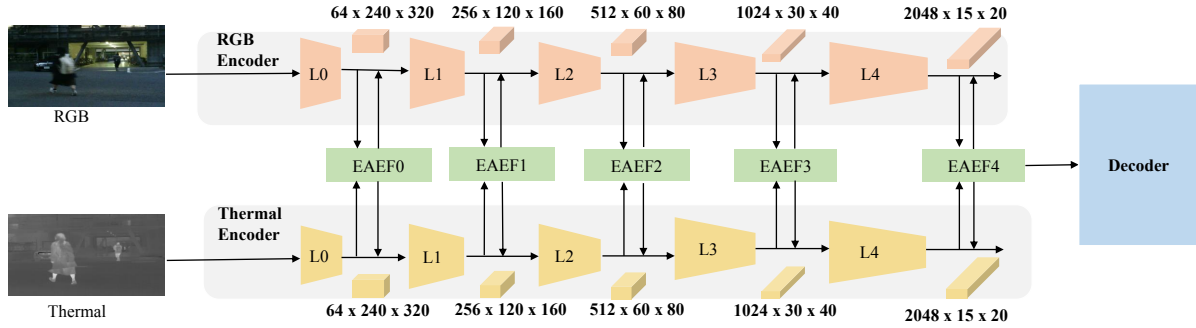 64 x 240 x 320 256 x 120 x 160 512 x 60 x 80 1024 x 30 x 40 2048 x 15 x 20
RGB
Encoder
L0 L1 L2 L3 L4
RGB
EAEF0 EAEF1 EAEF2 EAEF3 EAEF4
Decoder
Thermal
Encoder
L0 L1 L2 L3 L4
Thermal
64 x 240 x 320 256 x 120 x 160 512 x 60 x 80 1024 x 30 x 40 2048 x 15 x 20